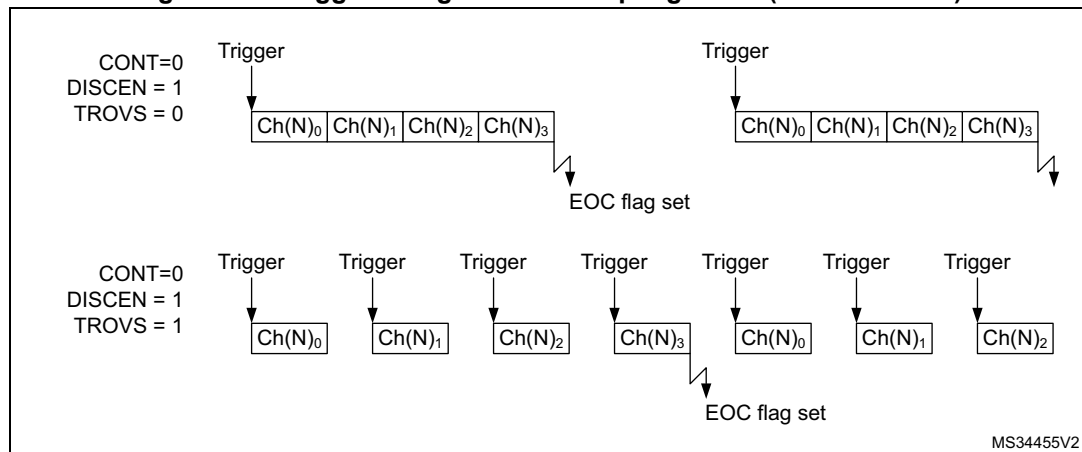 CONT=0
DISCEN = 1
TROVS = 0
Trigger Trigger
Ch(N)₀ Ch(N)₁ Ch(N)₂ Ch(N)₃ Ch(N)₀ Ch(N)₁ Ch(N)₂ Ch(N)₃
EOC flag set
CONT=0
DISCEN = 1
TROVS = 1
Trigger Trigger Trigger Trigger Trigger Trigger Trigger
Ch(N)₀ Ch(N)₁ Ch(N)₂ Ch(N)₃ Ch(N)₀ Ch(N)₁ Ch(N)₂
EOC flag set
MS34455V2